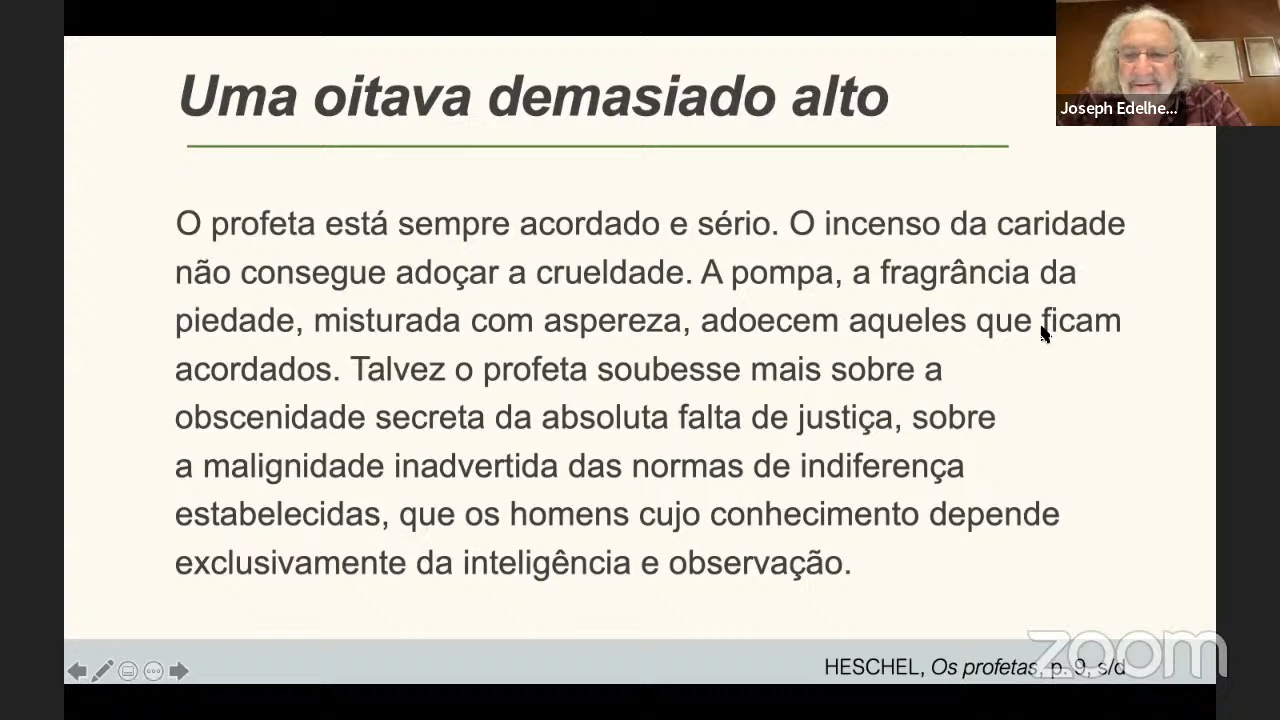 Uma oitava demasiado alto
Joseph Edelhe...
O profeta está sempre acordado e sério. O incenso da caridade
não consegue adoçar a crueldade. A pompa, a fragrância da
piedade, misturada com aspereza, adoecem aqueles que ficam
acordados. Talvez o profeta soubesse mais sobre a
obscenidade secreta da absoluta falta de justiça, sobre
a malignidade inadvertida das normas de indiferença
estabelecidas, que os homens cujo conhecimento depende
exclusivamente da inteligência e observação.
HESCHEL, Os profetas, p. 9, s/d
zoom